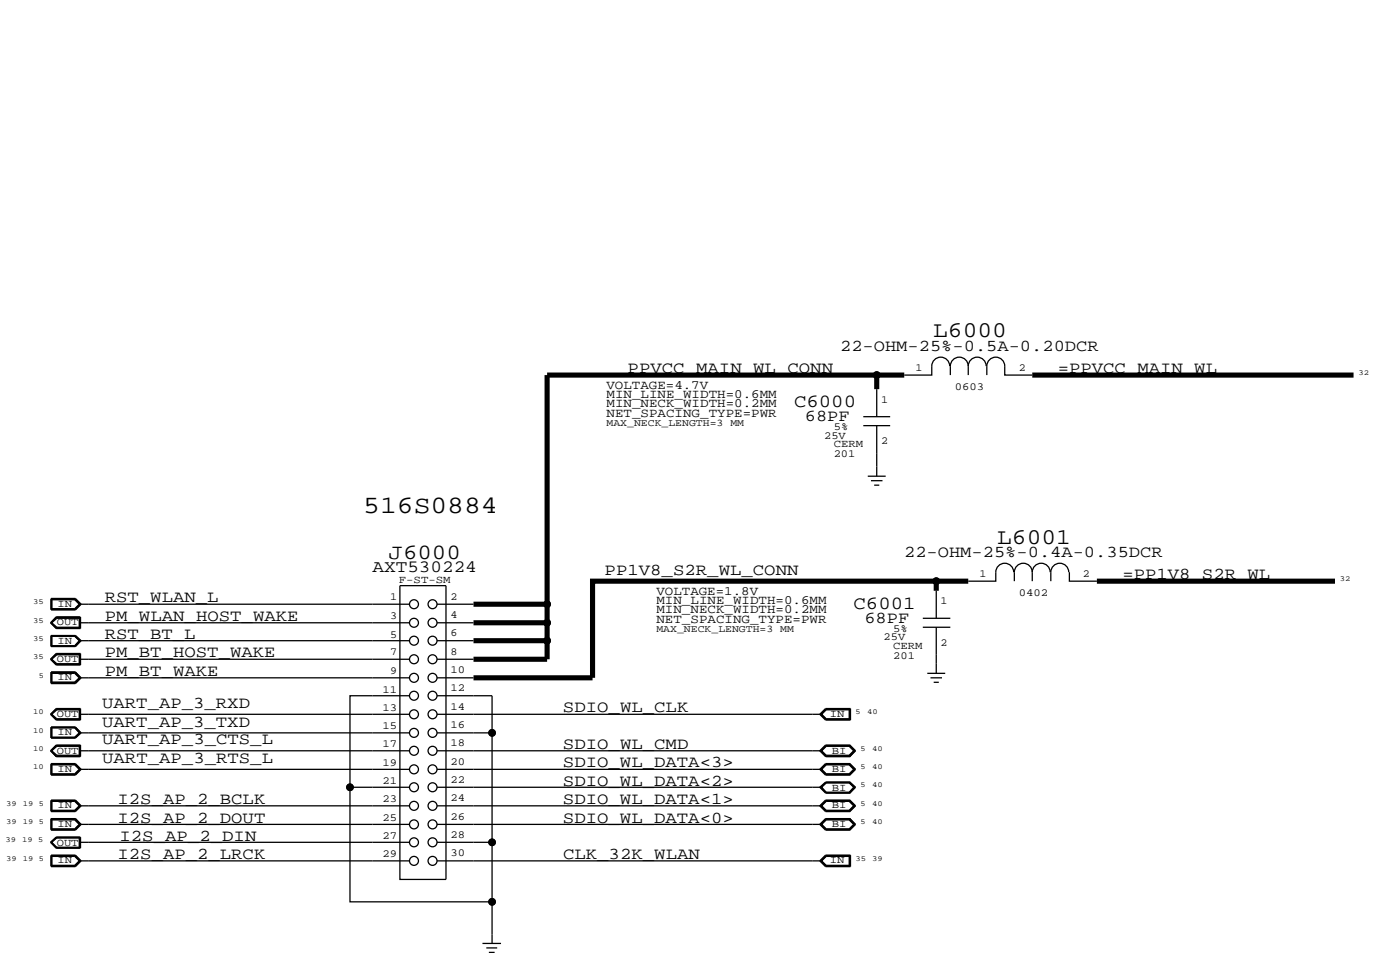 L6000
22-OHM-25%-0.5A-0.20DCR
PPVCC_MAIN_WL_CONN
1
2
=PPVCC_MAIN_WL
32
0603
VOLTAGE=4.7V
MIN_LINE_WIDTH=0.6MM
MIN_NECK_WIDTH=0.2MM
NET_SPACING_TYPE=PWR
MAX_NECK_LENGTH=3 MM
C6000
68PF
5%
25V
CERM
201
1
2
516S0884
L6001
22-OHM-25%-0.4A-0.35DCR
PP1V8_S2R_WL_CONN
1
2
=PP1V8_S2R_WL
32
0402
VOLTAGE=1.8V
MIN_LINE_WIDTH=0.6MM
MIN_NECK_WIDTH=0.2MM
NET_SPACING_TYPE=PWR
MAX_NECK_LENGTH=3 MM
C6001
68PF
5%
25V
CERM
201
1
2
J6000
AXT530224
F-ST-SM
35 IN RST_WLAN_L 1 2
35 OUT PM_WLAN_HOST_WAKE 3 4
35 IN RST_BT_L 5 6
35 OUT PM_BT_HOST_WAKE 7 8
5 IN PM_BT_WAKE 9 10
11 12
10 OUT UART_AP_3_RXD 13 14 SDIO_WL_CLK IN 5 40
10 IN UART_AP_3_TXD 15 16
10 OUT UART_AP_3_CTS_L 17 18 SDIO_WL_CMD BI 5 40
10 IN UART_AP_3_RTS_L 19 20 SDIO_WL_DATA<3> BI 5 40
21 22 SDIO_WL_DATA<2> BI 5 40
39 19 5 IN I2S_AP_2_BCLK 23 24 SDIO_WL_DATA<1> BI 5 40
39 19 5 IN I2S_AP_2_DOUT 25 26 SDIO_WL_DATA<0> BI 5 40
39 19 5 OUT I2S_AP_2_DIN 27 28
39 19 5 IN I2S_AP_2_LRCK 29 30 CLK_32K_WLAN IN 35 39